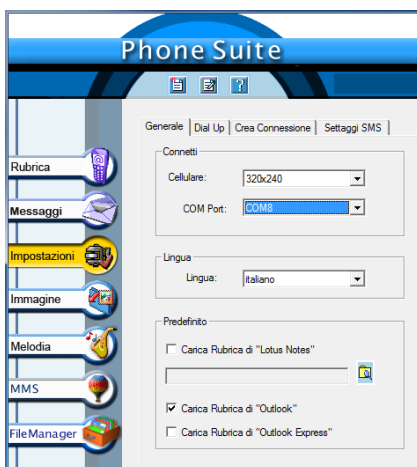 Phone Suite
Generale Dial Up Crea Connessione Settaggi SMS
Connetti
Cellulare: 320x240
COM Port: COM8
Lingua
Lingua: italiano
Predefinito
Carica Rubrica di "Lotus Notes"
Carica Rubrica di "Outlook"
Carica Rubrica di "Outlook Express"
Rubrica
Messaggi
Impostazioni
Immagine
Melodia
MMS
FileManager